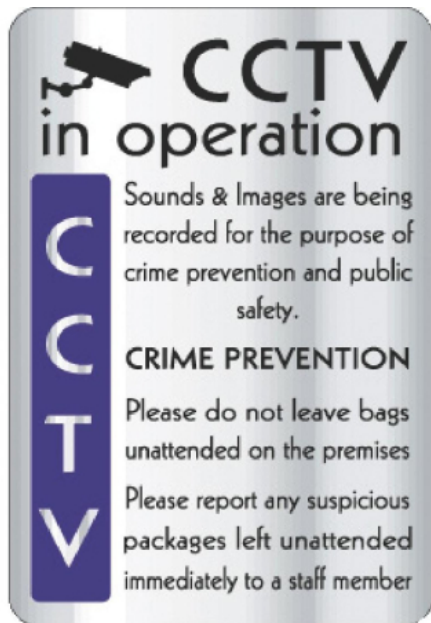 CCTV
in operation
CCTV
Sounds & Images are being
recorded for the purpose of
crime prevention and public
safety.
CRIME PREVENTION
Please do not leave bags
unattended on the premises
Please report any suspicious
packages left unattended
immediately to a staff member